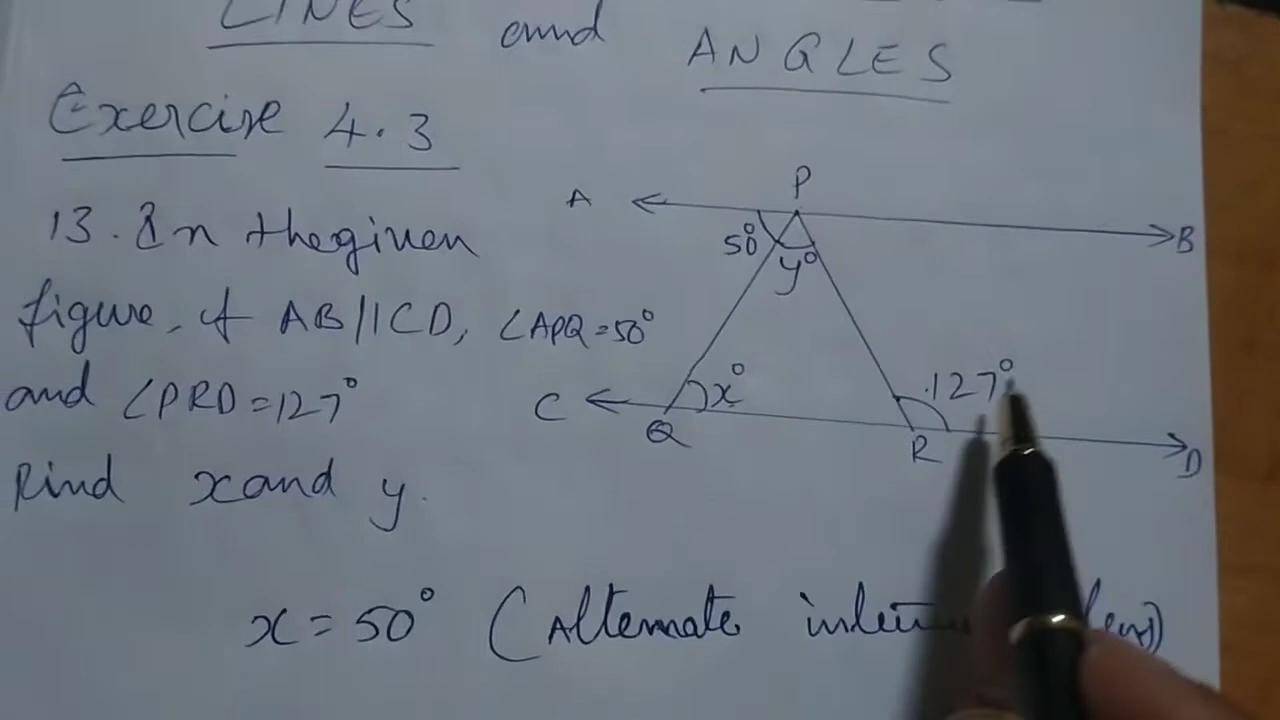 LINES and ANGLES
Exercise 4.3
13. In the given
figure, if AB//CD, ∠APQ=50°
and ∠PRD=127°
Find x and y.
A P B
50° y°
x° 127°
C Q R D
x=50° (Alternate